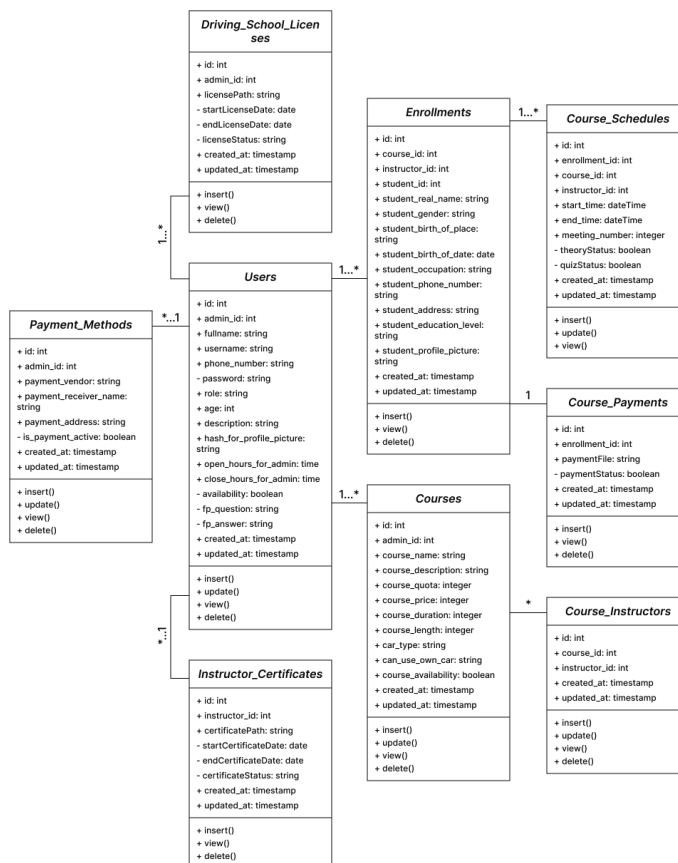 Driving_School_Licen
ses
+ id: int
+ admin_id: int
+ licensePath: string
- startLicenseDate: date
- endLicenseDate: date
- licenseStatus: string
+ created_at: timestamp
+ updated_at: timestamp
+ insert()
+ view()
+ delete()
1...*
Users
+ id: int
+ admin_id: int
+ fullname: string
+ username: string
+ phone_number: string
- password: string
+ role: string
+ age: int
+ description: string
+ hash_for_profile_picture:
string
+ open_hours_for_admin: time
+ close_hours_for_admin: time
- availability: boolean
- fp_question: string
- fp_answer: string
+ created_at: timestamp
+ updated_at: timestamp
+ insert()
+ update()
+ view()
+ delete()
*...1
Payment_Methods
+ id: int
+ admin_id: int
+ payment_vendor: string
+ payment_receiver_name:
string
+ payment_address: string
- is_payment_active: boolean
+ created_at: timestamp
+ updated_at: timestamp
+ insert()
+ update()
+ view()
+ delete()
*...1
Instructor_Certificates
+ id: int
+ instructor_id: int
+ certificatePath: string
- startCertificateDate: date
- endCertificateDate: date
- certificateStatus: string
+ created_at: timestamp
+ updated_at: timestamp
+ insert()
+ view()
+ delete()
1...*
Enrollments
+ id: int
+ course_id: int
+ instructor_id: int
+ student_id: int
+ student_real_name: string
+ student_gender: string
+ student_birth_of_place:
string
+ student_birth_of_date: date
+ student_occupation: string
+ student_phone_number:
string
+ student_address: string
+ student_education_level:
string
+ student_profile_picture:
string
+ created_at: timestamp
+ updated_at: timestamp
+ insert()
+ view()
+ delete()
1...*
Courses
+ id: int
+ admin_id: int
+ course_name: string
+ course_description: string
+ course_quota: integer
+ course_price: integer
+ course_duration: integer
+ course_length: integer
+ car_type: string
+ can_use_own_car: string
+ course_availability: boolean
+ created_at: timestamp
+ updated_at: timestamp
+ insert()
+ update()
+ view()
+ delete()
1...*
Course_Schedules
+ id: int
+ enrollment_id: int
+ course_id: int
+ instructor_id: int
+ start_time: dateTime
+ end_time: dateTime
+ meeting_number: integer
- theoryStatus: boolean
- quizStatus: boolean
+ created_at: timestamp
+ updated_at: timestamp
+ insert()
+ update()
+ view()
1
Course_Payments
+ id: int
+ enrollment_id: int
+ paymentFile: string
- paymentStatus: boolean
+ created_at: timestamp
+ updated_at: timestamp
+ insert()
+ view()
+ delete()
*
Course_Instructors
+ id: int
+ course_id: int
+ instructor_id: int
+ created_at: timestamp
+ updated_at: timestamp
+ insert()
+ update()
+ view()
+ delete()